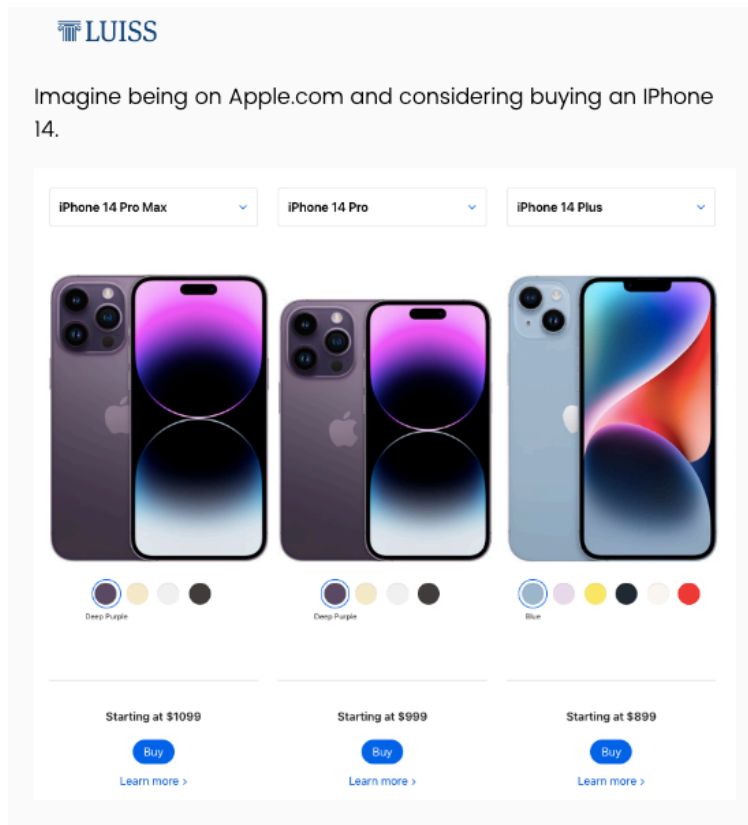 LUISS
Imagine being on Apple.com and considering buying an IPhone
14.
iPhone 14 Pro Max
iPhone 14 Pro
iPhone 14 Plus
Deep Purple
Deep Purple
Blue
Starting at $1099
Starting at $999
Starting at $899
Buy
Buy
Buy
Learn more >
Learn more >
Learn more >